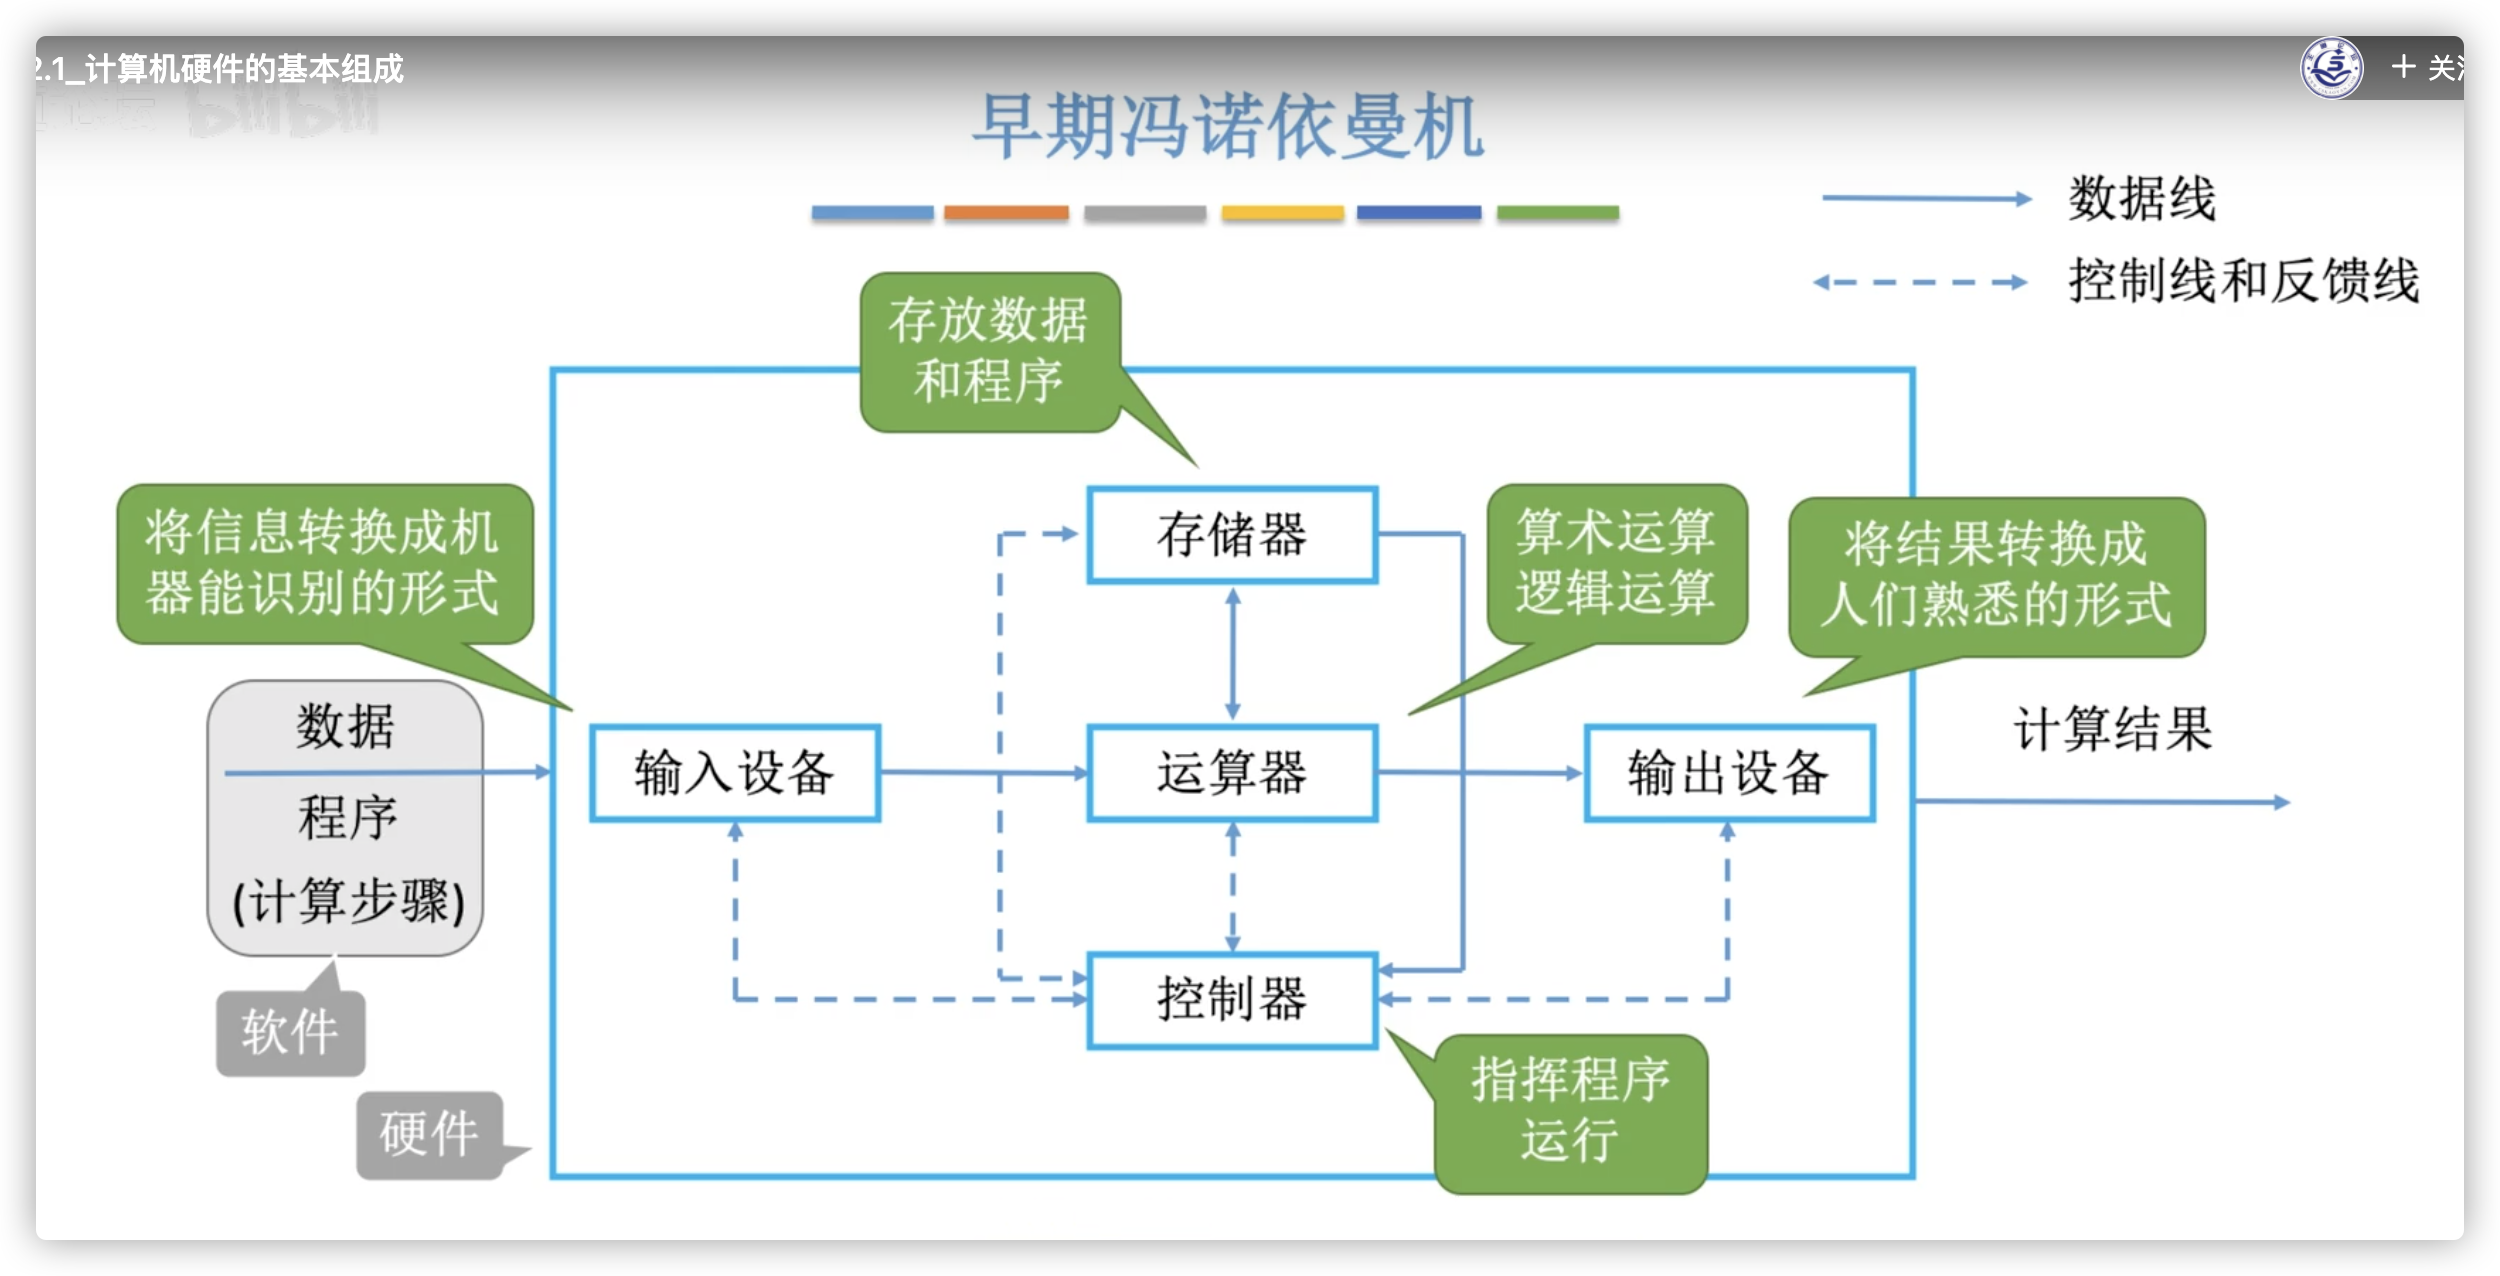 2.1_计算机硬件的基本组成
bilibili
关注
早期冯诺依曼机
数据线
控制线和反馈线
存放数据
和程序
将信息转换成机
器能识别的形式
存储器
算术运算
逻辑运算
将结果转换成
人们熟悉的形式
数据
程序
(计算步骤)
输入设备
运算器
输出设备
计算结果
软件
控制器
硬件
指挥程序
运行